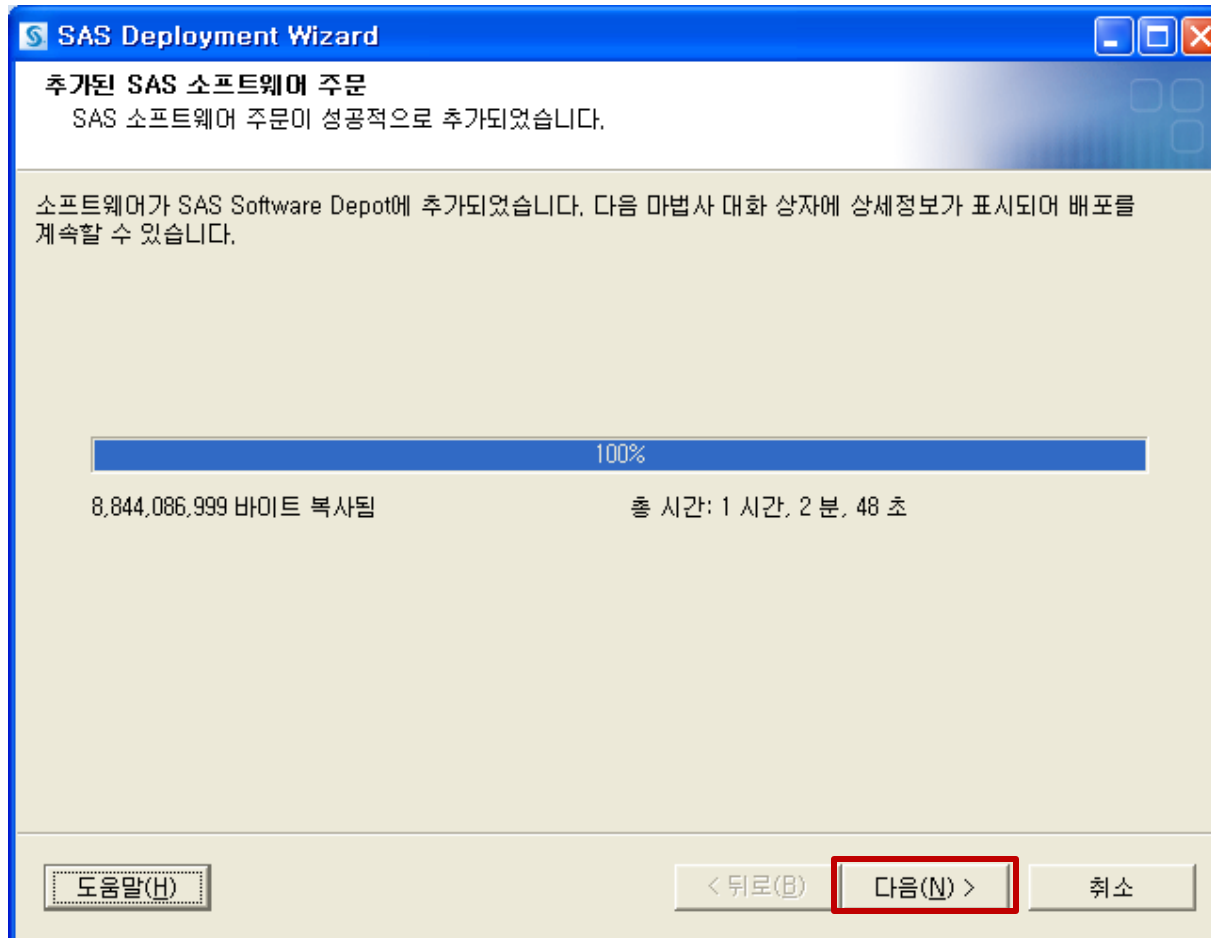 SAS Deployment Wizard
추가된 SAS 소프트웨어 주문
SAS 소프트웨어 주문이 성공적으로 추가되었습니다.
소프트웨어가 SAS Software Depot에 추가되었습니다. 다음 마법사 대화 상자에 상세정보가 표시되어 배포를
계속할 수 있습니다.
100%
8,844,086,999 바이트 복사됨 총 시간: 1 시간, 2 분, 48 초
도움말(H) < 뒤로(B) 다음(N) > 취소